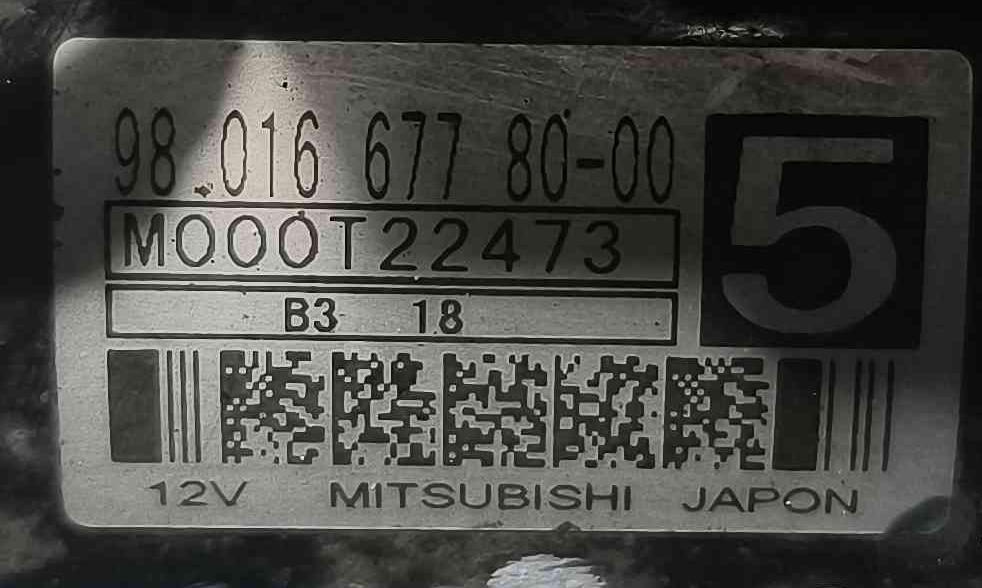 98.016 677 80-00
5
M000T22473
B3 18
12V MITSUBISHI JAPON